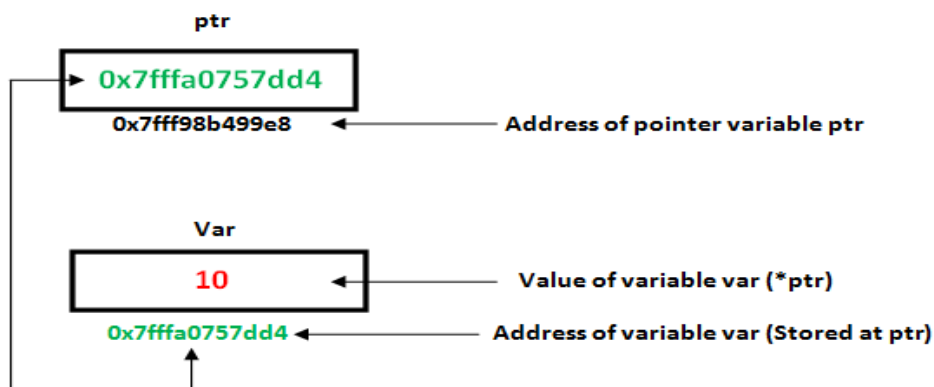 ptr
0x7fffa0757dd4
0x7fff98b499e8 Address of pointer variable ptr
Var
10 Value of variable var (*ptr)
0x7fffa0757dd4 Address of variable var (Stored at ptr)